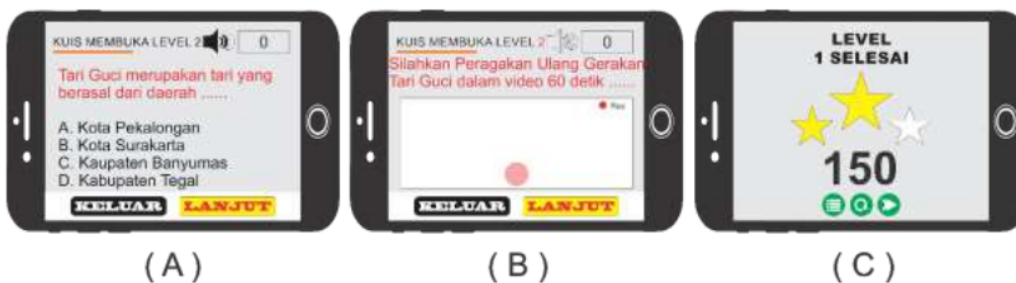 KUIS MEMBUKA LEVEL 2
0
Tari Guci merupakan tari yang
berasal dari daerah ......
A. Kota Pekalongan
B. Kota Surakarta
C. Kaupaten Banyumas
D. Kabupaten Tegal
KELUAR LANJUT
(A)
KUIS MEMBUKA LEVEL 2
0
Silahkan Peragakan Ulang Gerakan
Tari Guci dalam video 60 detik ......
KELUAR LANJUT
(B)
LEVEL
1 SELESAI
150
(C)